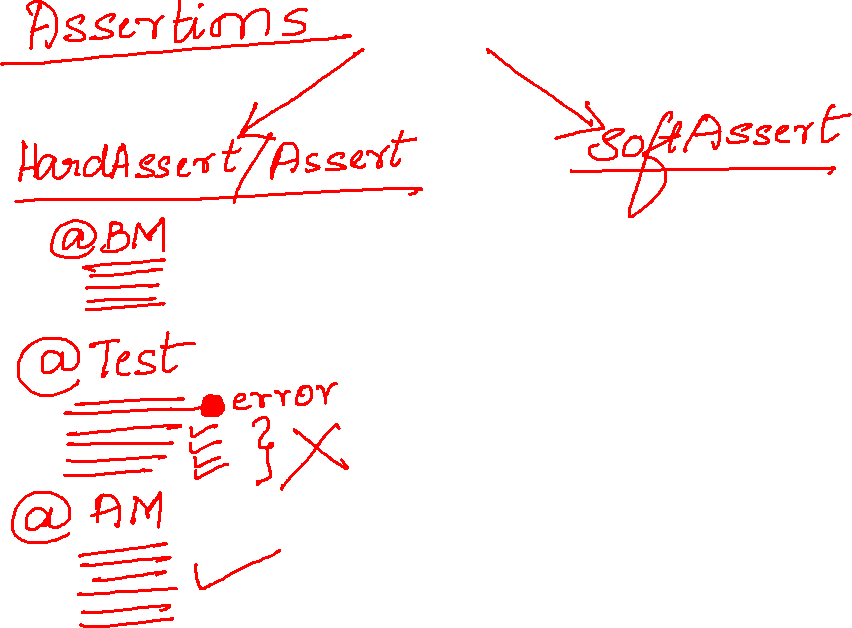 Assertions
HardAssert/Assert
SoftAssert
@BM
@Test
error
@AM